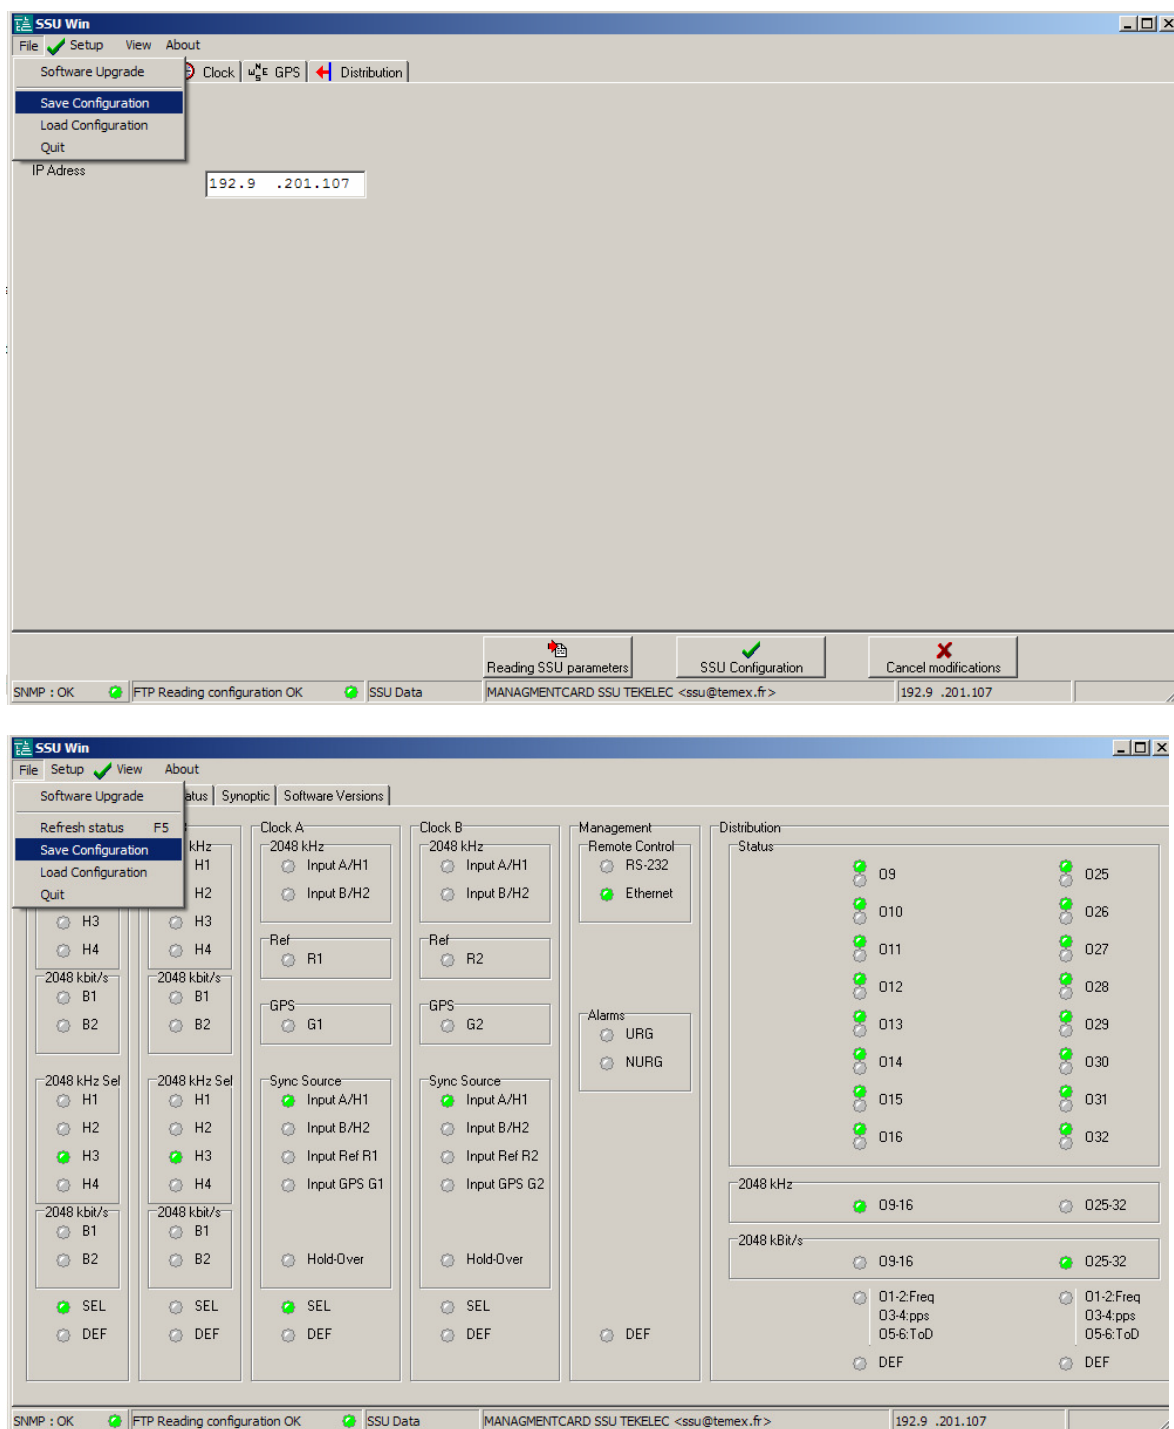 SSU Win
File Setup View About
Software Upgrade
Clock W N S E GPS Distribution
Save Configuration
Load Configuration
Quit
IP Adress
192.9 .201.107
Reading SSU parameters SSU Configuration Cancel modifications
SNMP : OK FTP Reading configuration OK SSU Data MANAGMENTCARD SSU TEKELEC <ssu@temex.fr> 192.9 .201.107
SSU Win
File Setup View About
Software Upgrade
atus Synoptic Software Versions
Refresh status F5
Save Configuration
Load Configuration
Quit
kHz
H1
H2
H3 H3
H4 H4
2048 kbit/s 2048 kbit/s
B1 B1
B2 B2
2048 kHz Sel 2048 kHz Sel
H1 H1
H2 H2
H3 H3
H4 H4
2048 kbit/s 2048 kbit/s
B1 B1
B2 B2
SEL SEL
DEF DEF
Clock A
2048 kHz
Input A/H1
Input B/H2
Ref
R1
GPS
G1
Sync Source
Input A/H1
Input B/H2
Input Ref R1
Input GPS G1
Hold-Over
SEL
DEF
Clock B
2048 kHz
Input A/H1
Input B/H2
Ref
R2
GPS
G2
Sync Source
Input A/H1
Input B/H2
Input Ref R2
Input GPS G2
Hold-Over
SEL
DEF
Management
Remote Control
RS-232
Ethernet
Alarms
URG
NURG
DEF
Distribution
Status
O9 O25
O10 O26
O11 O27
O12 O28
O13 O29
O14 O30
O15 O31
O16 O32
2048 kHz
O9-16 O25-32
2048 kBit/s
O9-16 O25-32
O1-2:Freq O1-2:Freq
O3-4:pps O3-4:pps
O5-6:ToD O5-6:ToD
DEF DEF
SNMP : OK FTP Reading configuration OK SSU Data MANAGMENTCARD SSU TEKELEC <ssu@temex.fr> 192.9 .201.107